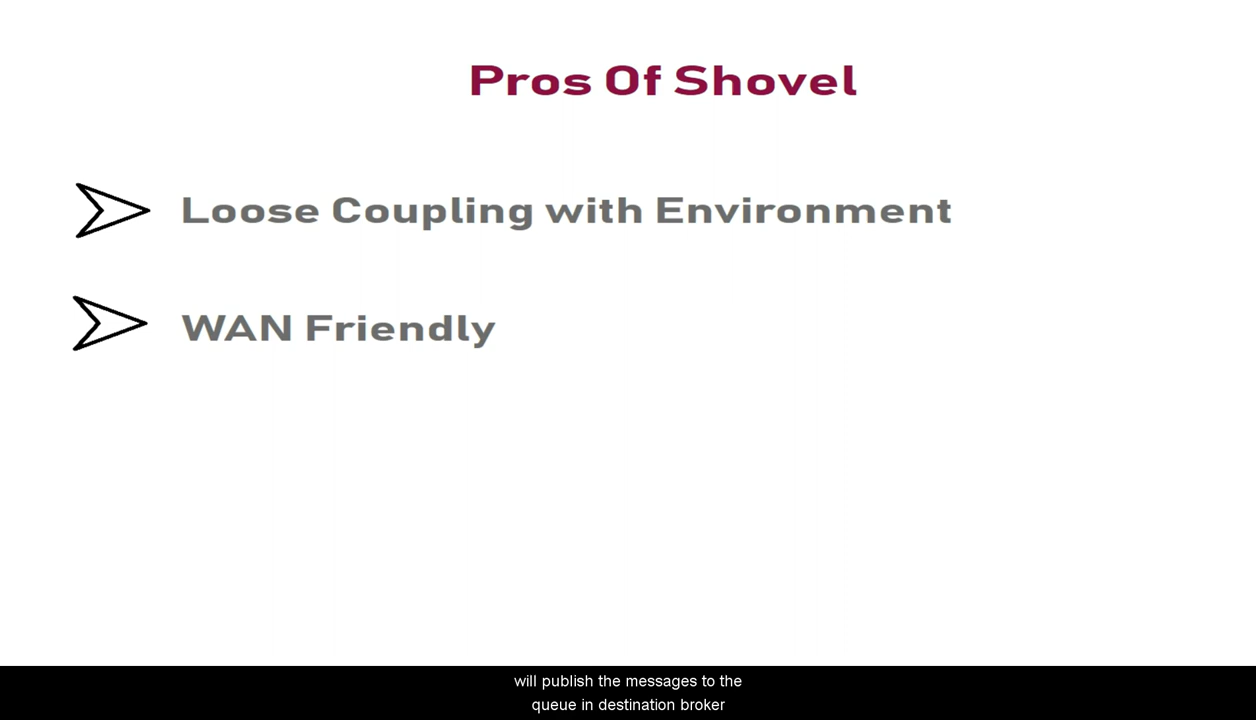 Pros Of Shovel
Loose Coupling with Environment
WAN Friendly
will publish the messages to the
queue in destination broker